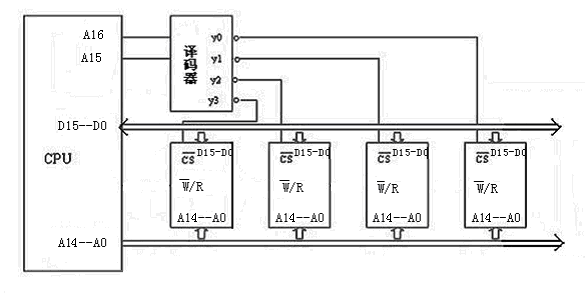 A16
A15
译码器
y0
y1
y2
y3
D15--D0
CPU
A14--A0
CS D15-D0
W/R
A14--A0
CS D15-D0
W/R
A14--A0
CS D15-D0
W/R
A14--A0
CS D15-D0
W/R
A14--A0